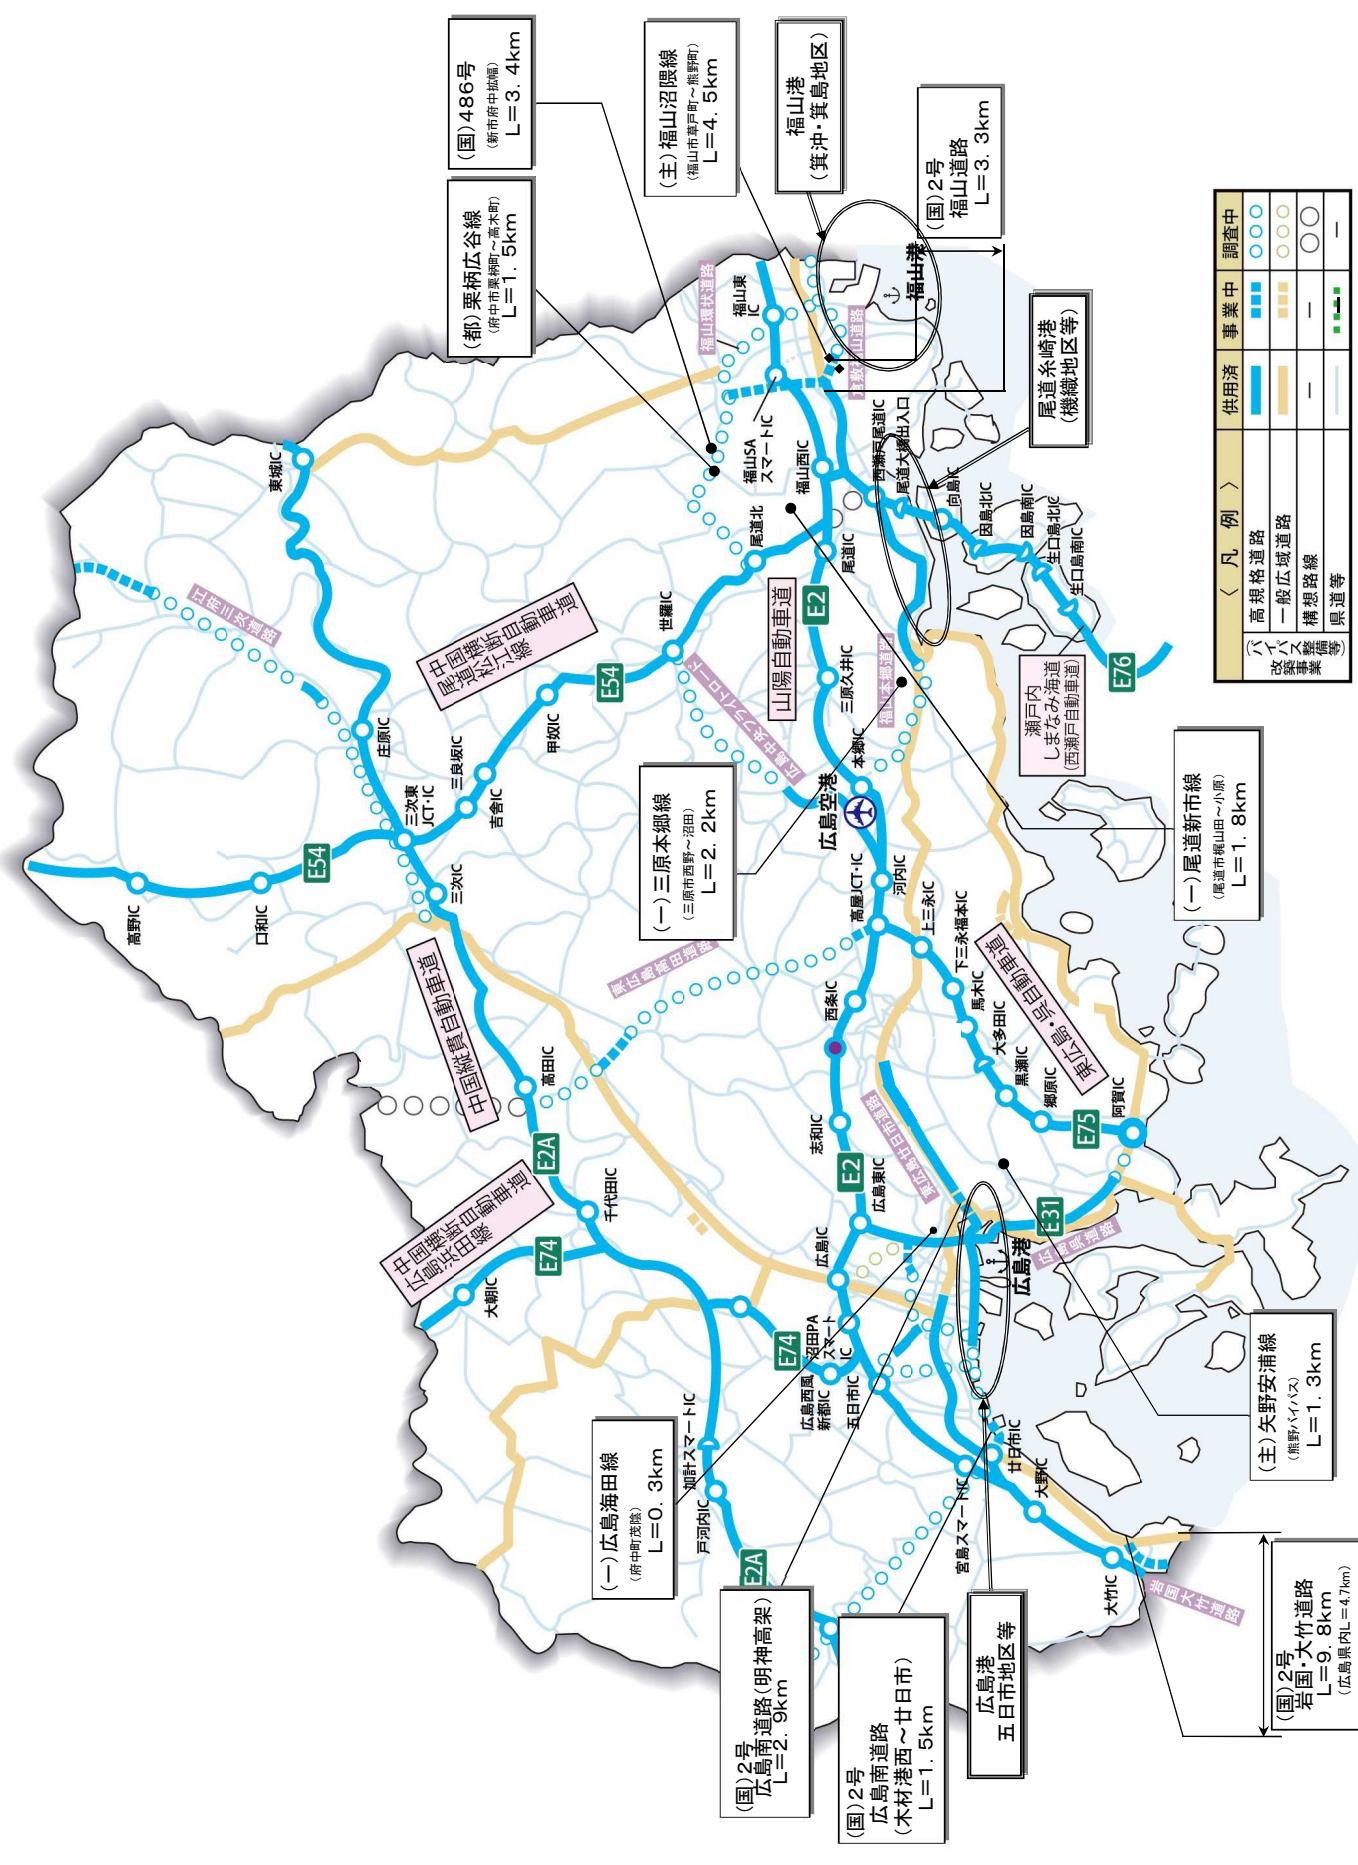 (国)2号
広島南道路(明神高架)
L=2.9km
(国)2号
広島南道路
(木材港西～廿日市)
L=1.5km
広島港
五日市地区等
(国)2号
岩国・大竹道路
L=9.8km
(広島県内L=4.7km)
(一)広島海田線
(府中町茂陰)
L=0.3km
(主)矢野安浦線
(熊野バイパス)
L=1.3km
(一)三原本郷線
(三原市西野～沼田)
L=2.2km
(一)尾道新市線
(尾道市梶山田～小原)
L=1.8km
(都)栗柄広谷線
(府中市栗柄町～高木町)
L=1.5km
(国)486号
(新市府中拡幅)
L=3.4km
(主)福山沼隈線
(福山市草戸町～熊野町)
L=4.5km
福山港
(箕沖・箕島地区)
(国)2号
福山道路
L=3.3km
尾道糸崎港
(機織地区等)
中国横断自動車道
広島浜田線
中国縦貫自動車道
中国横断自動車道
尾道松江線
山陽自動車道
東広島・呉自動車道
瀬戸内
しまなみ海道
(西瀬戸自動車道)
江府三次道路
東広島高田道路
広島中央フライトロード
福山本郷道路
福山環状道路
東広島廿日市道路
広島呉道路
岩国大竹道路
E54
E54
E2A
E2A
E74
E74
E2
E2
E75
E31
E76
高野IC
口和IC
三次東
JCT・IC
三次IC
庄原IC
東城IC
三良坂IC
吉舎IC
甲奴IC
世羅IC
尾道北
尾道IC
高田IC
千代田IC
大朝IC
加計スマートIC
戸河内IC
広島西風
新都IC
沼田PA
スマート
IC
五日市IC
広島IC
広島東IC
志和IC
西条IC
高屋JCT・IC
河内IC
本郷IC
三原久井IC
福山西IC
福山SA
スマートIC
福山東
IC
西瀬戸尾道IC
尾道大橋出入口
向島IC
因島北IC
因島南IC
生口島北IC
生口島南IC
上三永IC
下三永福本IC
馬木IC
大多田IC
黒瀬IC
郷原IC
阿賀IC
宮島スマートIC
廿日市IC
大野IC
大竹IC
広島空港
広島港
福山港
〈 凡 例 〉
供用済
事業中
調査中
高規格道路
一般広域道路
構想路線
－
－
県道等
－
(バイパス整備等)
改築事業